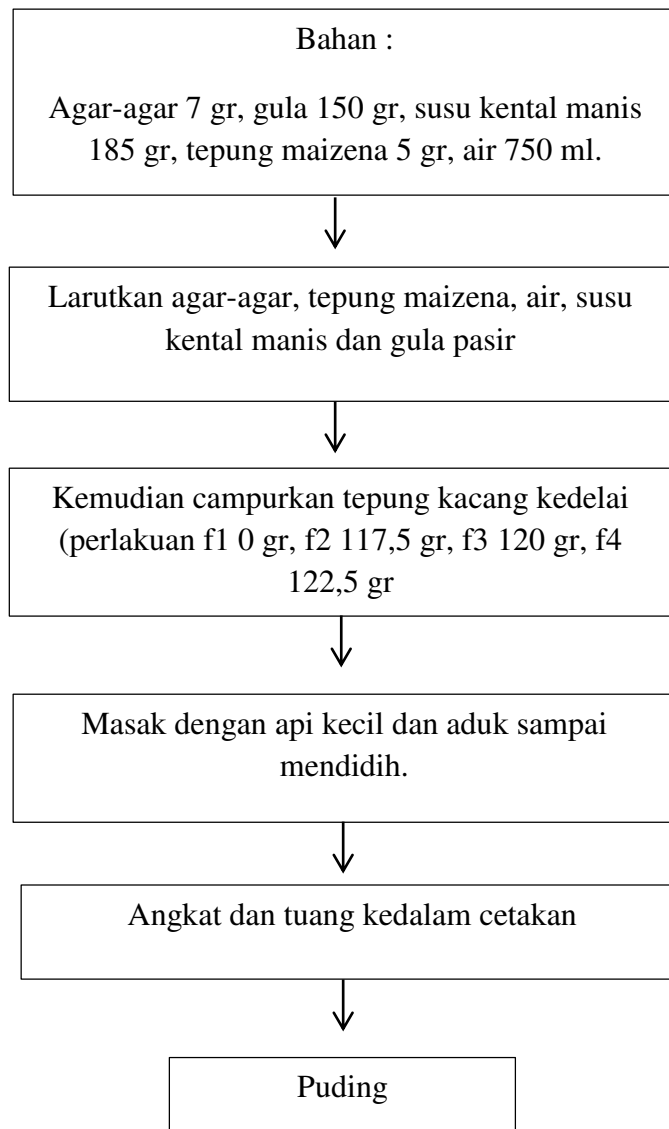 Bahan :
Agar-agar 7 gr, gula 150 gr, susu kental manis
185 gr, tepung maizena 5 gr, air 750 ml.
Larutkan agar-agar, tepung maizena, air, susu
kental manis dan gula pasir
Kemudian campurkan tepung kacang kedelai
(perlakuan f1 0 gr, f2 117,5 gr, f3 120 gr, f4
122,5 gr
Masak dengan api kecil dan aduk sampai
mendidih.
Angkat dan tuang kedalam cetakan
Puding